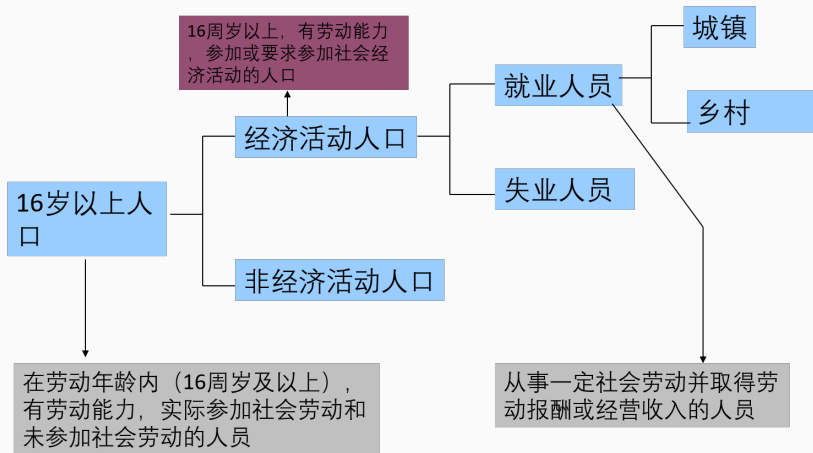 16周岁以上，有劳动能力
，参加或要求参加社会经
济活动的人口
城镇
就业人员
乡村
经济活动人口
失业人员
16岁以上人
口
非经济活动人口
在劳动年龄内（16周岁及以上），
有劳动能力，实际参加社会劳动和
未参加社会劳动的人员
从事一定社会劳动并取得劳
动报酬或经营收入的人员